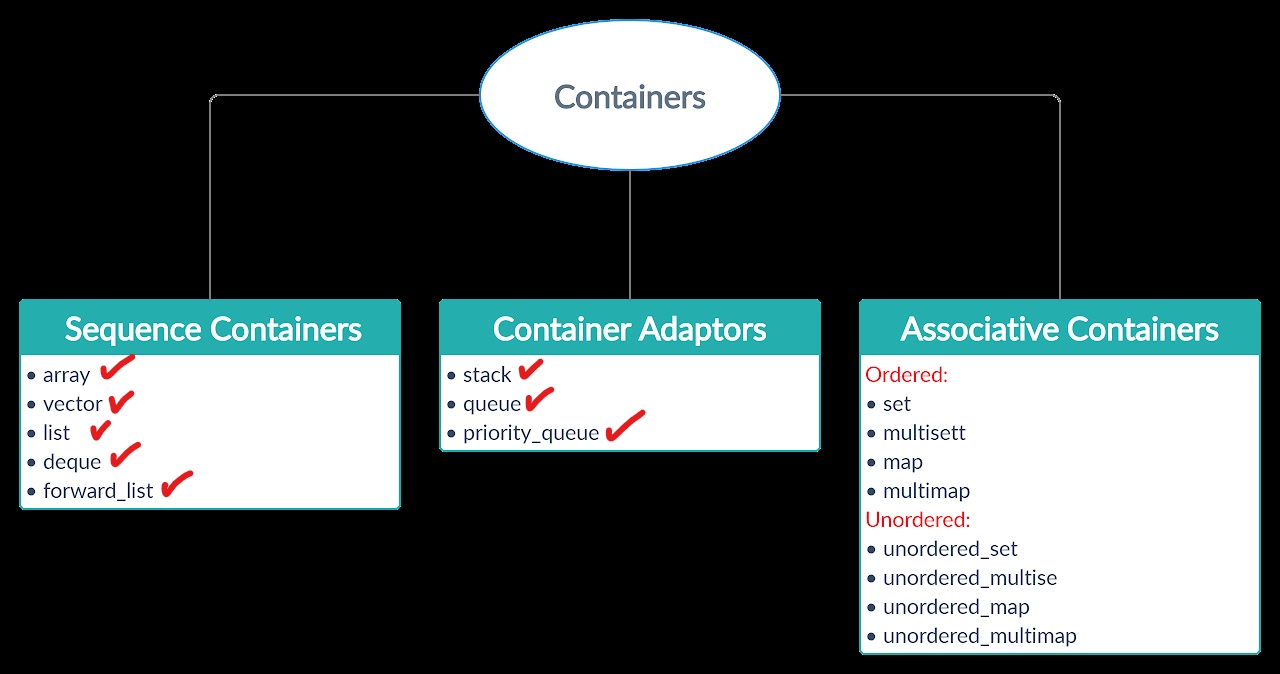 Containers
Sequence Containers
• array
• vector
• list
• deque
• forward_list
Container Adaptors
• stack
• queue
• priority_queue
Associative Containers
Ordered:
• set
• multisett
• map
• multimap
Unordered:
• unordered_set
• unordered_multise
• unordered_map
• unordered_multimap